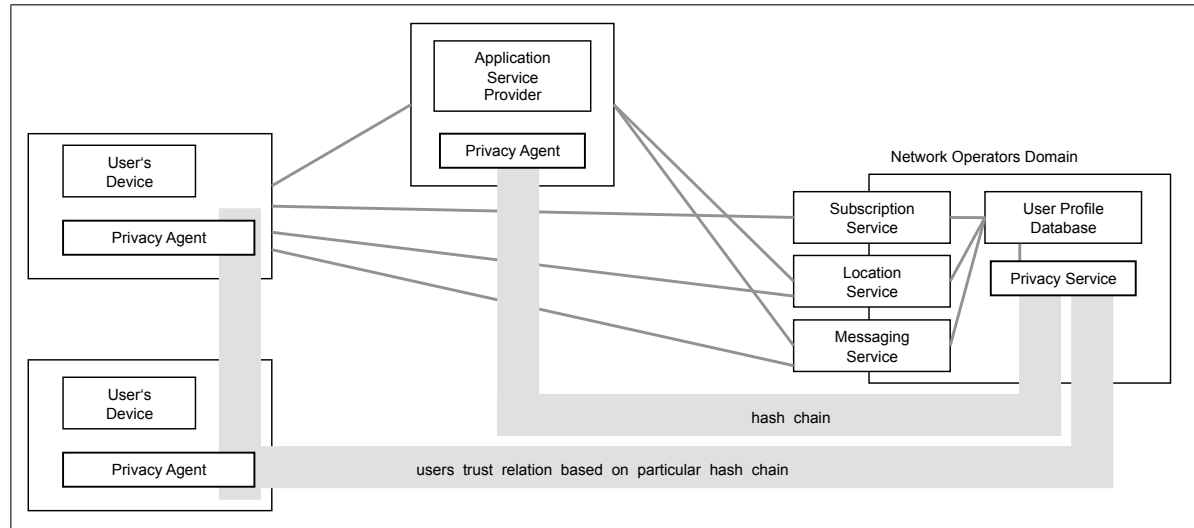 Application
Service
Provider
Privacy Agent
User‘s
Device
Privacy Agent
Network Operators Domain
Subscription
Service
User Profile
Database
Location
Service
Privacy Service
Messaging
Service
User‘s
Device
Privacy Agent
hash chain
users trust relation based on particular hash chain